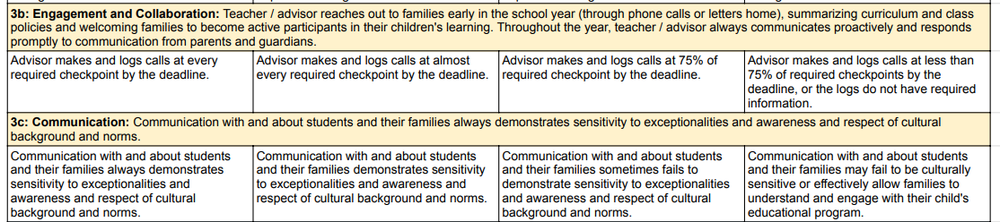 3b: Engagement and Collaboration: Teacher / advisor reaches out to families early in the school year (through phone calls or letters home), summarizing curriculum and class
policies and welcoming families to become active participants in their children's learning. Throughout the year, teacher / advisor always communicates proactively and responds
promptly to communication from parents and guardians.
Advisor makes and logs calls at every
required checkpoint by the deadline.
Advisor makes and logs calls at almost
every required checkpoint by the deadline.
Advisor makes and logs calls at 75% of
required checkpoint by the deadline.
Advisor makes and logs calls at less than
75% of required checkpoints by the
deadline, or the logs do not have required
information.
3c: Communication: Communication with and about students and their families always demonstrates sensitivity to exceptionalities and awareness and respect of cultural
background and norms.
Communication with and about students
and their families always demonstrates
sensitivity to exceptionalities and
awareness and respect of cultural
background and norms.
Communication with and about students
and their families demonstrates sensitivity
to exceptionalities and awareness and
respect of cultural background and norms.
Communication with and about students
and their families sometimes fails to
demonstrate sensitivity to exceptionalities
and awareness and respect of cultural
background and norms.
Communication with and about students
and their families may fail to be culturally
sensitive or effectively allow families to
understand and engage with their child's
educational program.